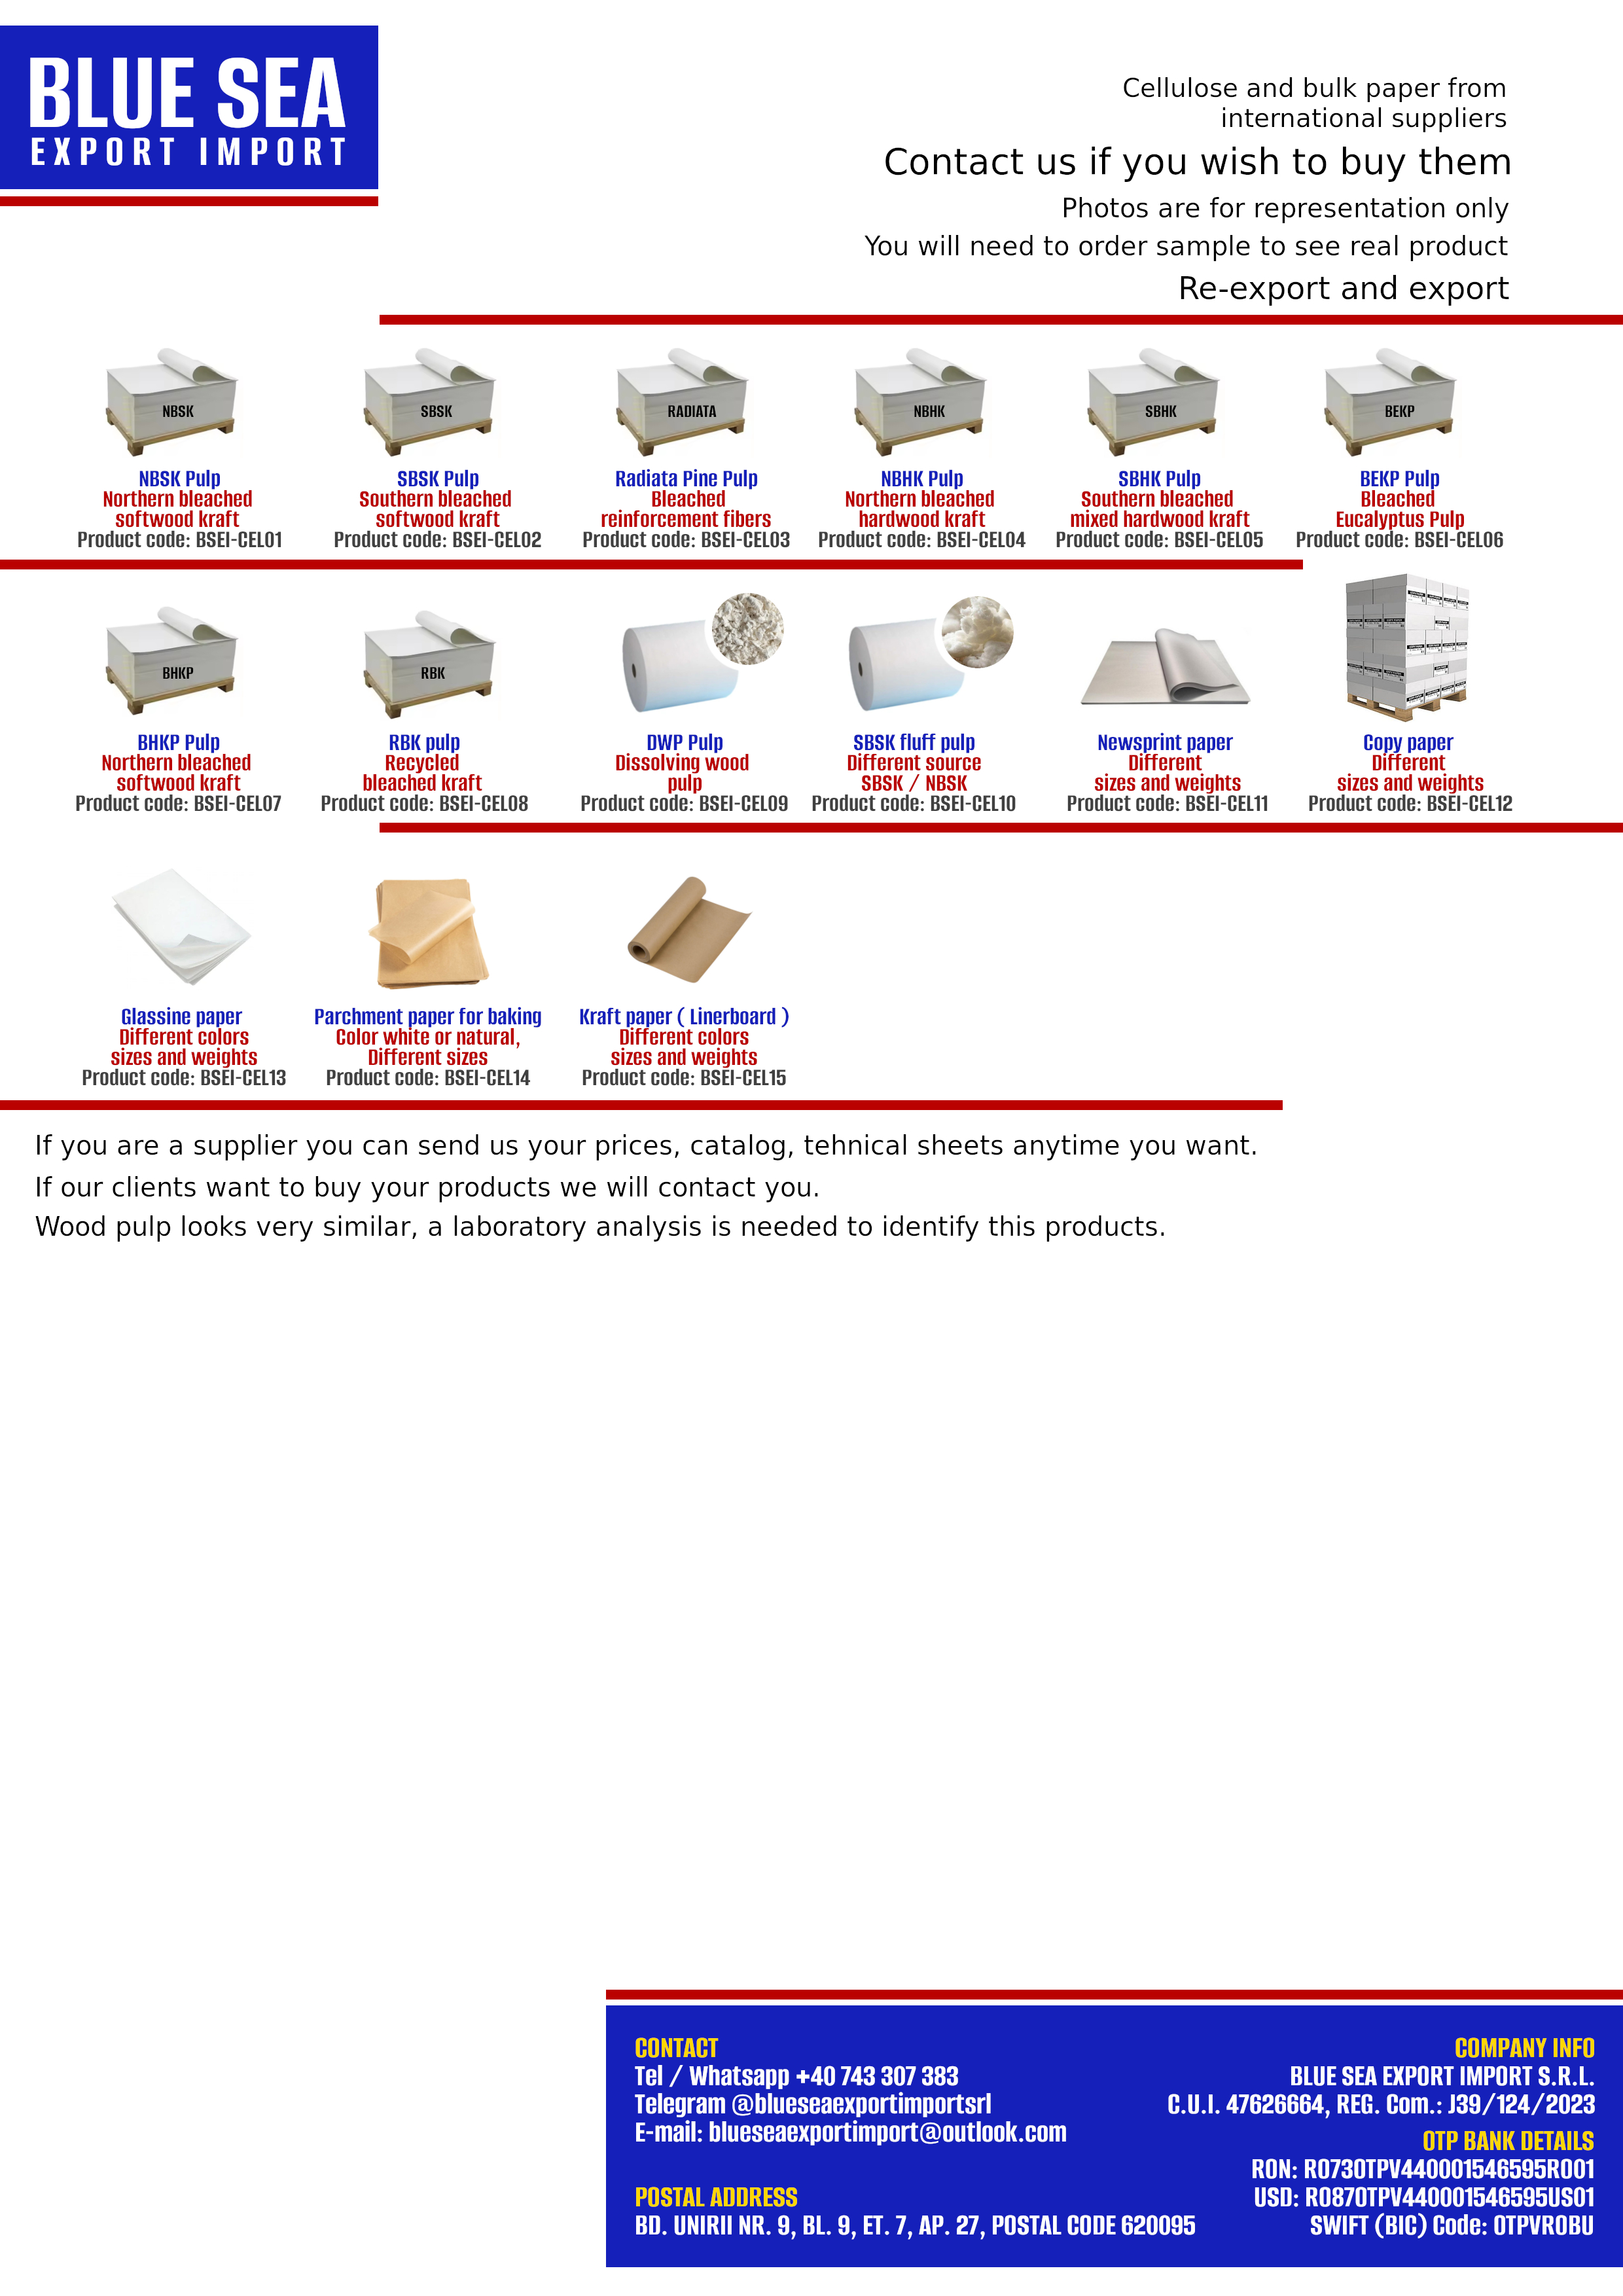 BLUE SEA
EXPORT IMPORT
Cellulose and bulk paper from
international suppliers
Contact us if you wish to buy them
Photos are for representation only
You will need to order sample to see real product
Re-export and export
NBSK
SBSK
RADIATA
NBHK
SBHK
BEKP
NBSK Pulp
Northern bleached
softwood kraft
Product code: BSEI-CEL01
SBSK Pulp
Southern bleached
softwood kraft
Product code: BSEI-CEL02
Radiata Pine Pulp
Bleached
reinforcement fibers
Product code: BSEI-CEL03
NBHK Pulp
Northern bleached
hardwood kraft
Product code: BSEI-CEL04
SBHK Pulp
Southern bleached
mixed hardwood kraft
Product code: BSEI-CEL05
BEKP Pulp
Bleached
Eucalyptus Pulp
Product code: BSEI-CEL06
BHKP
RBK
BHKP Pulp
Northern bleached
softwood kraft
Product code: BSEI-CEL07
RBK pulp
Recycled
bleached kraft
Product code: BSEI-CEL08
DWP Pulp
Dissolving wood
pulp
Product code: BSEI-CEL09
SBSK fluff pulp
Different source
SBSK / NBSK
Product code: BSEI-CEL10
Newsprint paper
Different
sizes and weights
Product code: BSEI-CEL11
Copy paper
Different
sizes and weights
Product code: BSEI-CEL12
Glassine paper
Different colors
sizes and weights
Product code: BSEI-CEL13
Parchment paper for baking
Color white or natural,
Different sizes
Product code: BSEI-CEL14
Kraft paper ( Linerboard )
Different colors
sizes and weights
Product code: BSEI-CEL15
If you are a supplier you can send us your prices, catalog, tehnical sheets anytime you want.
If our clients want to buy your products we will contact you.
Wood pulp looks very similar, a laboratory analysis is needed to identify this products.
CONTACT
Tel / Whatsapp +40 743 307 383
Telegram @blueseaexportimportsrl
E-mail: blueseaexportimport@outlook.com
POSTAL ADDRESS
BD. UNIRII NR. 9, BL. 9, ET. 7, AP. 27, POSTAL CODE 620095
COMPANY INFO
BLUE SEA EXPORT IMPORT S.R.L.
C.U.I. 47626664, REG. Com.: J39/124/2023
OTP BANK DETAILS
RON: RO73OTPV440001546595RO01
USD: RO87OTPV440001546595US01
SWIFT (BIC) Code: OTPVROBU